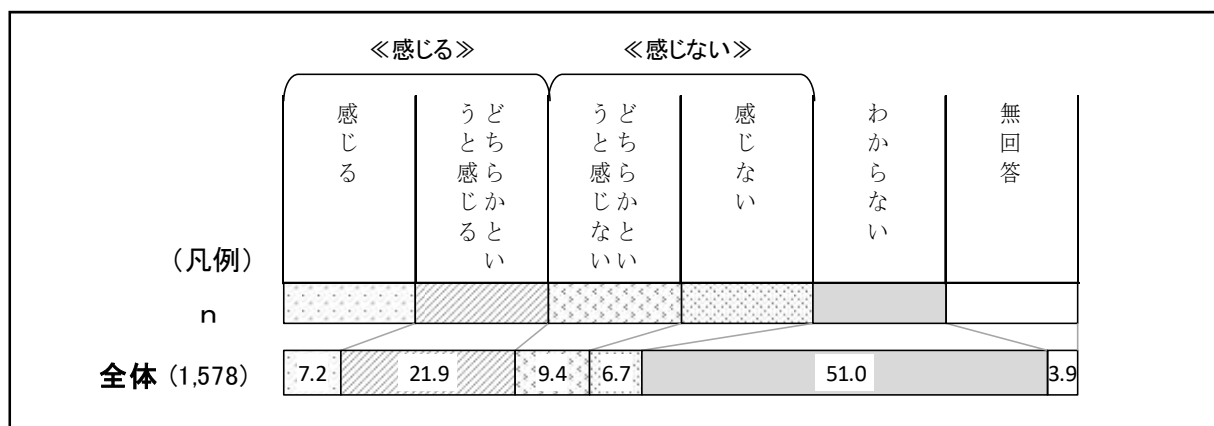 ≪感じる≫
≪感じない≫
感じる
どちらかとい
うと感じる
どちらかとい
うと感じない
感じない
わからない
無回答
(凡例)
n
全体 (1,578)
7.2
21.9
9.4
6.7
51.0
3.9